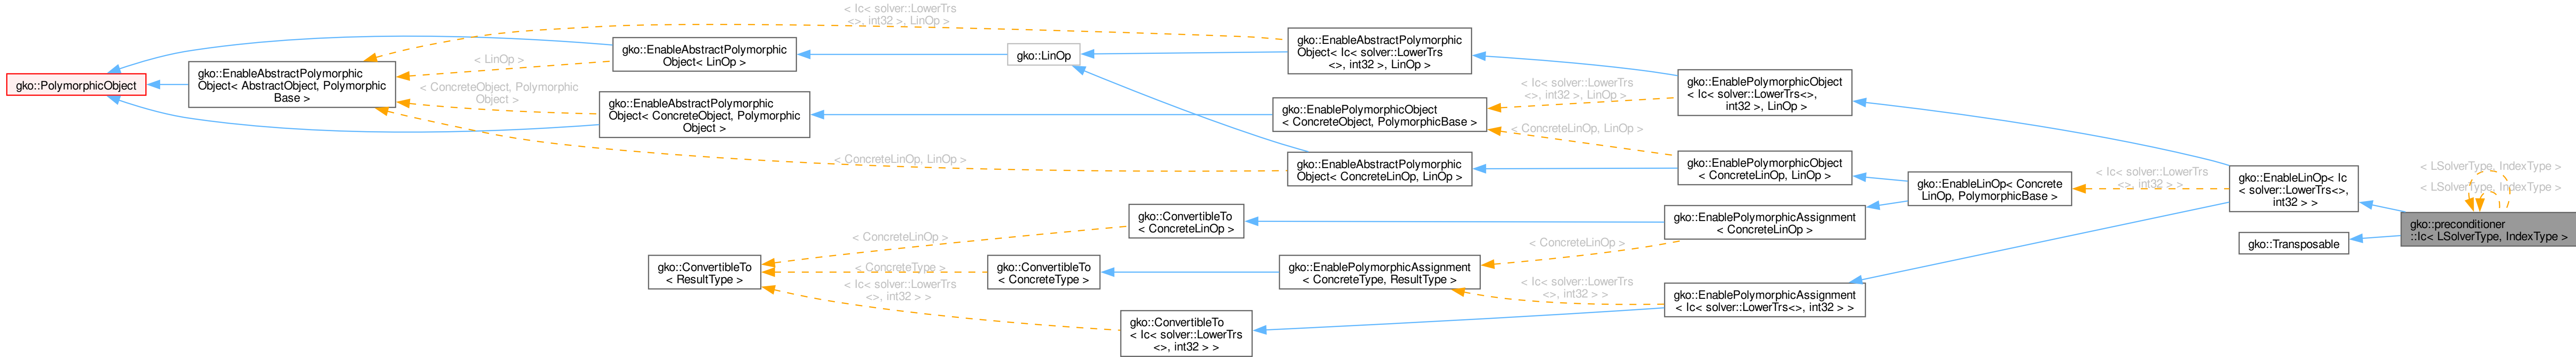 gko::PolymorphicObject
gko::EnableAbstractPolymorphic
Object< AbstractObject, Polymorphic
Base >
< Ic< solver::LowerTrs
<>, int32 >, LinOp >
< LinOp >
< ConcreteObject, Polymorphic
Object >
< ConcreteLinOp, LinOp >
gko::EnableAbstractPolymorphic
Object< LinOp >
gko::EnableAbstractPolymorphic
Object< ConcreteObject, Polymorphic
Object >
gko::ConvertibleTo
< ResultType >
< ConcreteLinOp >
< ConcreteType >
< Ic< solver::LowerTrs
<>, int32 > >
gko::LinOp
gko::ConvertibleTo
< ConcreteLinOp >
gko::ConvertibleTo
< ConcreteType >
gko::ConvertibleTo
< Ic< solver::LowerTrs
<>, int32 > >
gko::EnableAbstractPolymorphic
Object< Ic< solver::LowerTrs
<>, int32 >, LinOp >
gko::EnablePolymorphicObject
< ConcreteObject, PolymorphicBase >
gko::EnableAbstractPolymorphic
Object< ConcreteLinOp, LinOp >
gko::EnablePolymorphicAssignment
< ConcreteType, ResultType >
< Ic< solver::LowerTrs
<>, int32 >, LinOp >
< ConcreteLinOp, LinOp >
< ConcreteLinOp >
< Ic< solver::LowerTrs
<>, int32 > >
gko::EnablePolymorphicObject
< Ic< solver::LowerTrs<>,
int32 >, LinOp >
gko::EnablePolymorphicObject
< ConcreteLinOp, LinOp >
gko::EnablePolymorphicAssignment
< ConcreteLinOp >
gko::EnablePolymorphicAssignment
< Ic< solver::LowerTrs<>, int32 > >
gko::EnableLinOp< Concrete
LinOp, PolymorphicBase >
< Ic< solver::LowerTrs
<>, int32 > >
gko::EnableLinOp< Ic
< solver::LowerTrs<>,
int32 > >
gko::Transposable
< LSolverType, IndexType >
< LSolverType, IndexType >
gko::preconditioner
::Ic< LSolverType, IndexType >